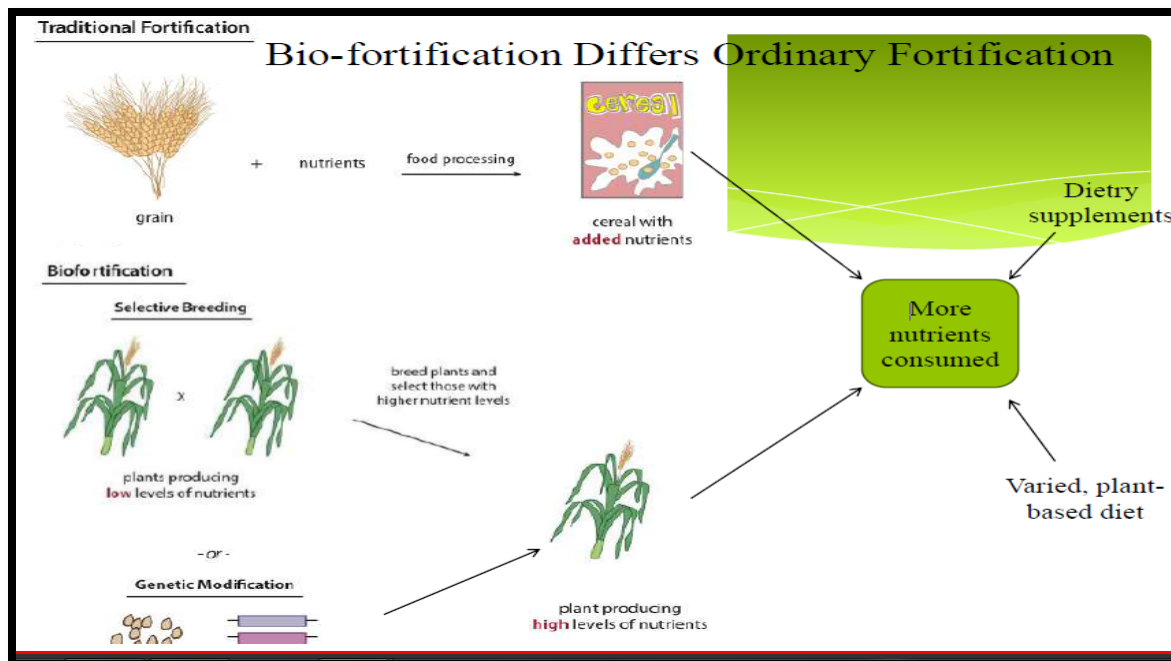 Traditional Fortification
Bio-fortification Differs Ordinary Fortification
cereal
+ nutrients
food processing
grain
cereal with
added nutrients
Dietry
supplements
Biofortification
Selective Breeding
More
nutrients
consumed
breed plants and
select those with
higher nutrient levels
x
plants producing
low levels of nutrients
Varied, plant-
based diet
- or -
Genetic Modification
plant producing
high levels of nutrients